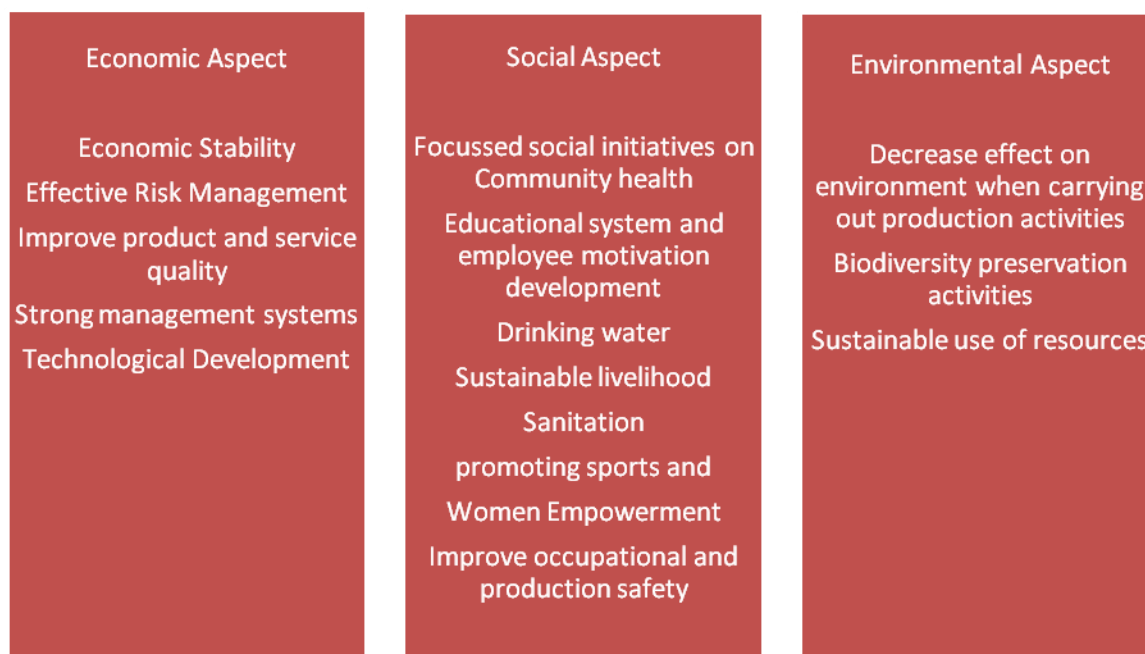 Economic Aspect
Economic Stability
Effective Risk Management
Improve product and service
quality
Strong management systems
Technological Development
Social Aspect
Focussed social initiatives on
Community health
Educational system and
employee motivation
development
Drinking water
Sustainable livelihood
Sanitation
promoting sports and
Women Empowerment
Improve occupational and
production safety
Environmental Aspect
Decrease effect on
environment when carrying
out production activities
Biodiversity preservation
activities
Sustainable use of resources